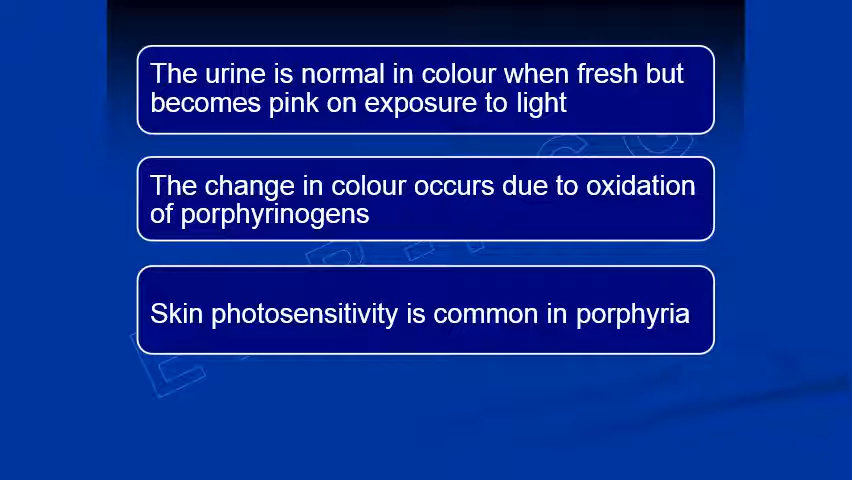 The urine is normal in colour when fresh but
becomes pink on exposure to light
The change in colour occurs due to oxidation
of porphyrinogens
Skin photosensitivity is common in porphyria